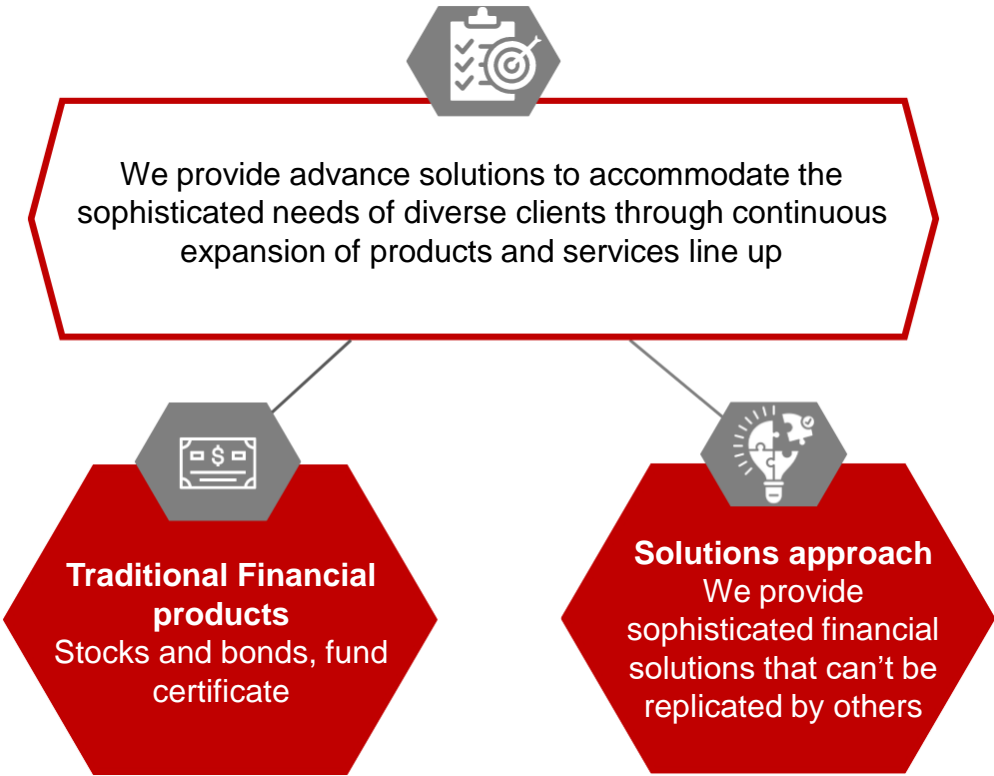 We provide advance solutions to accommodate the
sophisticated needs of diverse clients through continuous
expansion of products and services line up
$
Traditional Financial
products
Stocks and bonds, fund
certificate
Solutions approach
We provide
sophisticated financial
solutions that can’t be
replicated by others